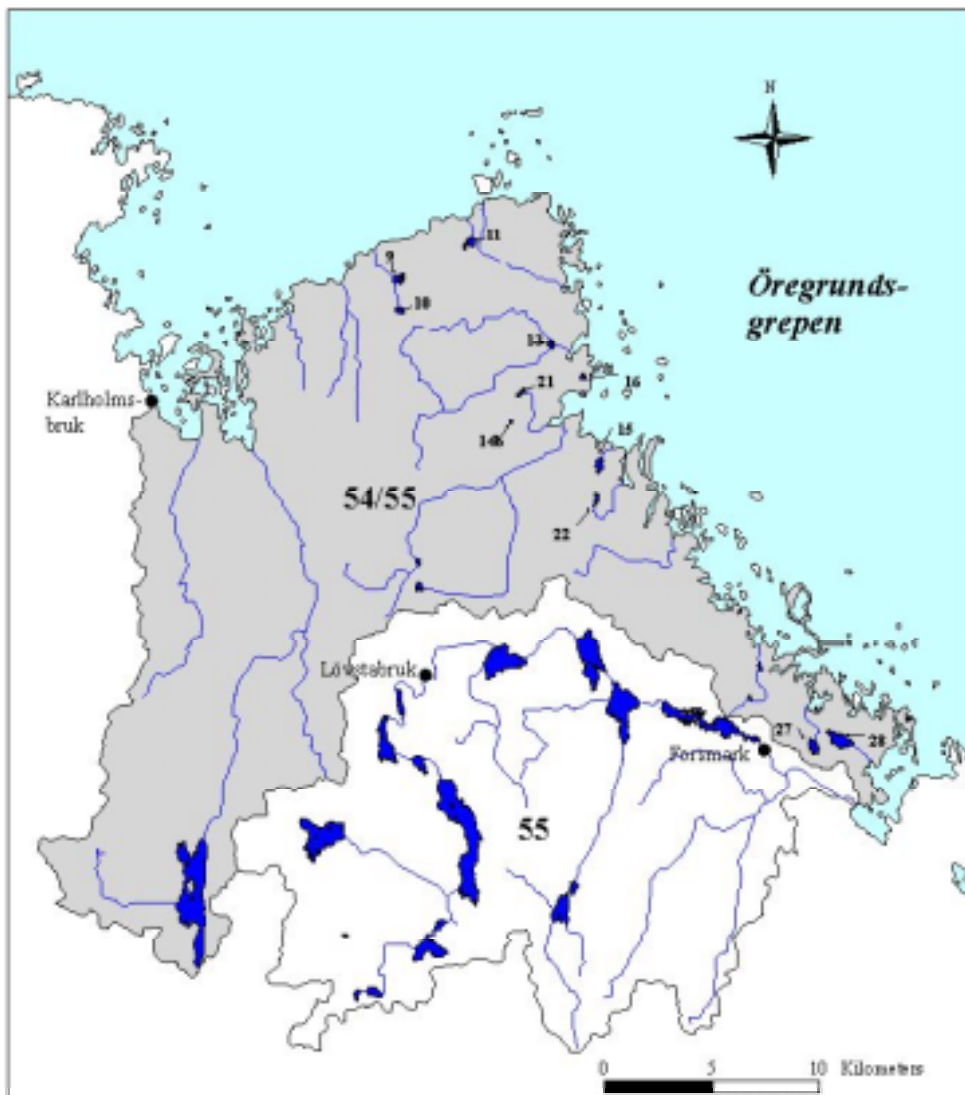 N
11
9
10
Öregrunds-
grepen
13
21
16
Karlholms-
bruk
14b
15
54/55
22
Lövstabruk
27
28
Forsmark
55
0 5 10 Kilometers